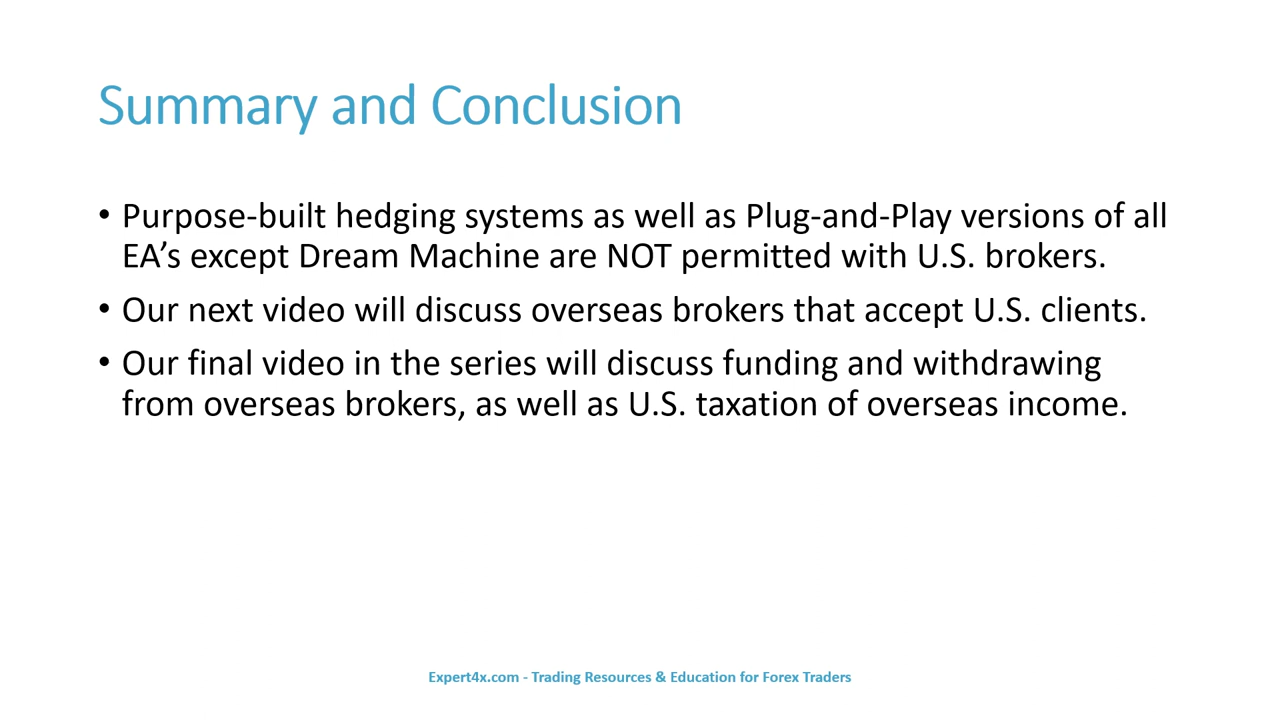 Summary and Conclusion
• Purpose-built hedging systems as well as Plug-and-Play versions of all
EA’s except Dream Machine are NOT permitted with U.S. brokers.
• Our next video will discuss overseas brokers that accept U.S. clients.
• Our final video in the series will discuss funding and withdrawing
from overseas brokers, as well as U.S. taxation of overseas income.
Expert4x.com - Trading Resources & Education for Forex Traders